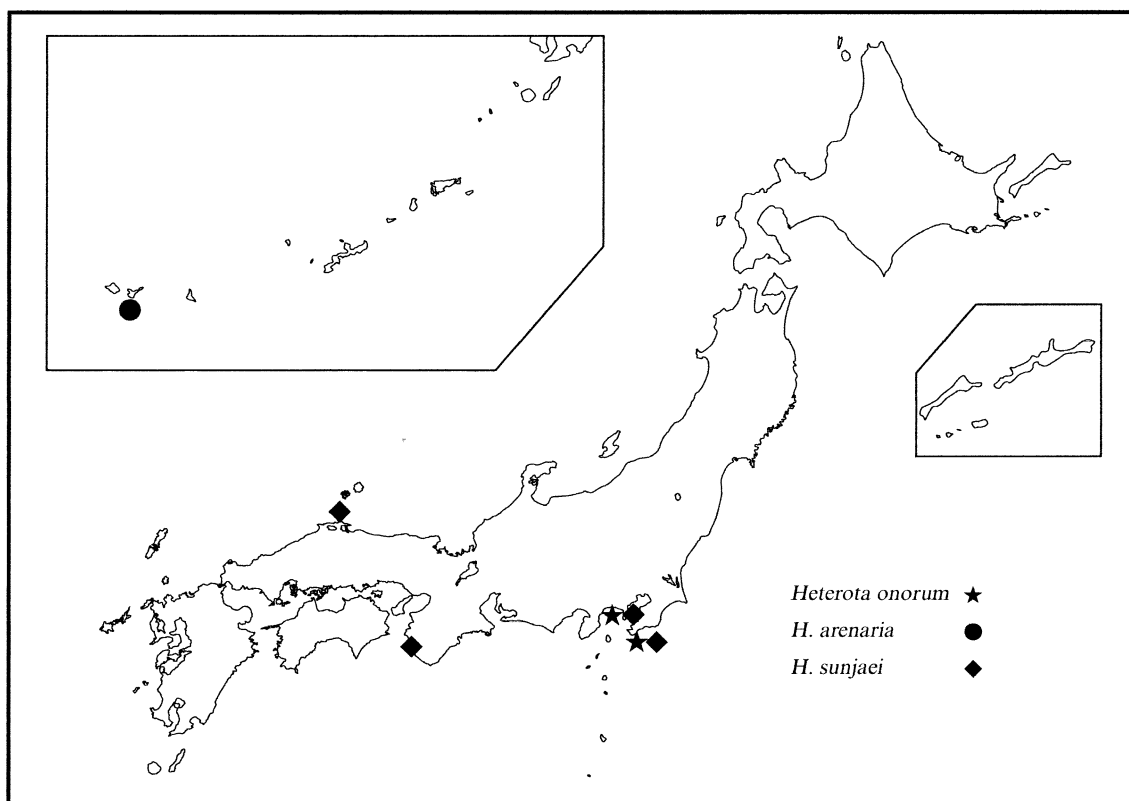 Heterota onorum ★
H. arenaria ●
H. sunjaei ◆